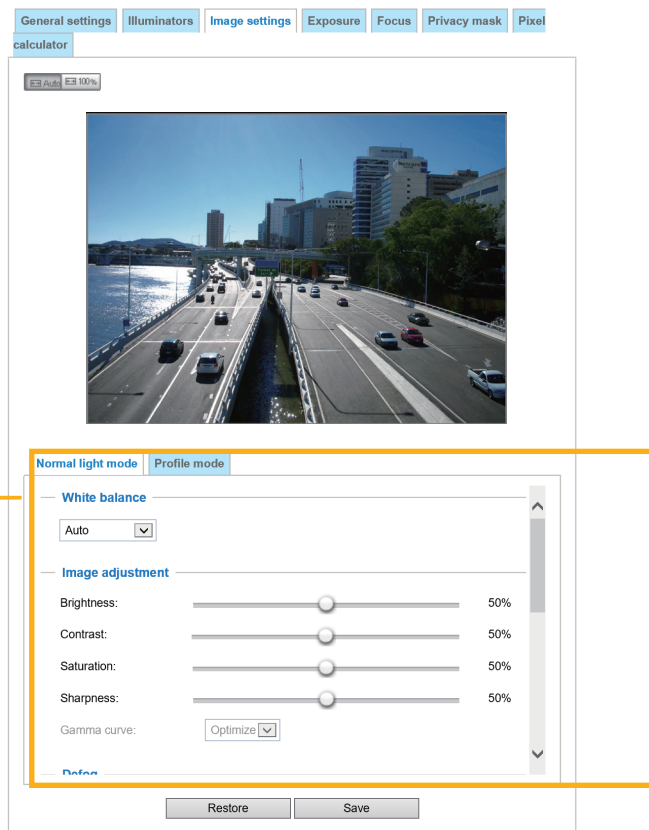 General settings Illuminators Image settings Exposure Focus Privacy mask Pixel
calculator
Auto 100%
Normal light mode Profile mode
White balance
Auto
Image adjustment
Brightness: 50%
Contrast: 50%
Saturation: 50%
Sharpness: 50%
Gamma curve: Optimize
Defog
Restore Save